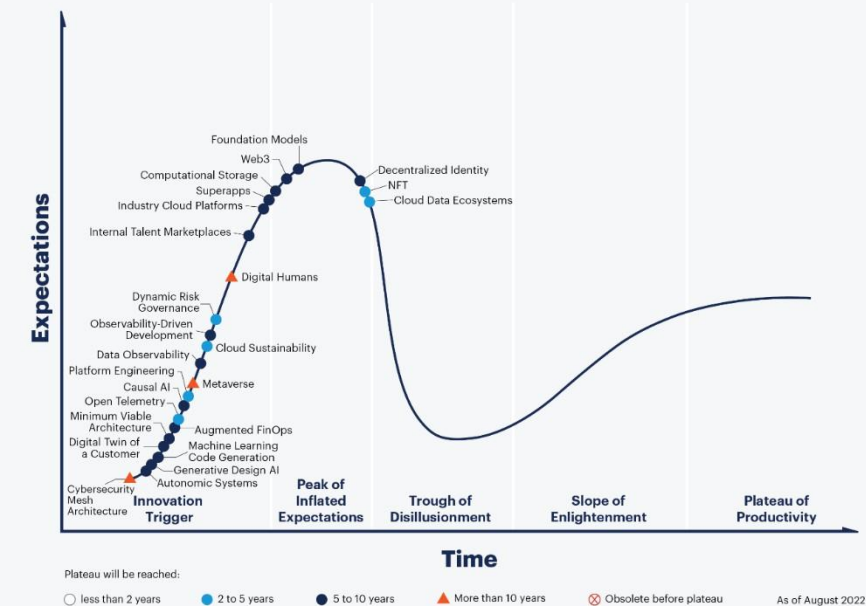 Expectations
Foundation Models
Web3
Computational Storage
Superapps
Industry Cloud Platforms
Internal Talent Marketplaces
Decentralized Identity
NFT
Cloud Data Ecosystems
Digital Humans
Dynamic Risk
Governance
Observability-Driven
Development
Cloud Sustainability
Data Observability
Platform Engineering
Metaverse
Causal AI
Open Telemetry
Minimum Viable
Architecture
Augmented FinOps
Digital Twin of
a Customer
Machine Learning
Code Generation
Generative Design AI
Autonomic Systems
Cybersecurity
Mesh
Architecture
Innovation
Trigger
Peak of
Inflated
Expectations
Trough of
Disillusionment
Slope of
Enlightenment
Plateau of
Productivity
Time
Plateau will be reached:
less than 2 years
2 to 5 years
5 to 10 years
More than 10 years
Obsolete before plateau
As of August 2022